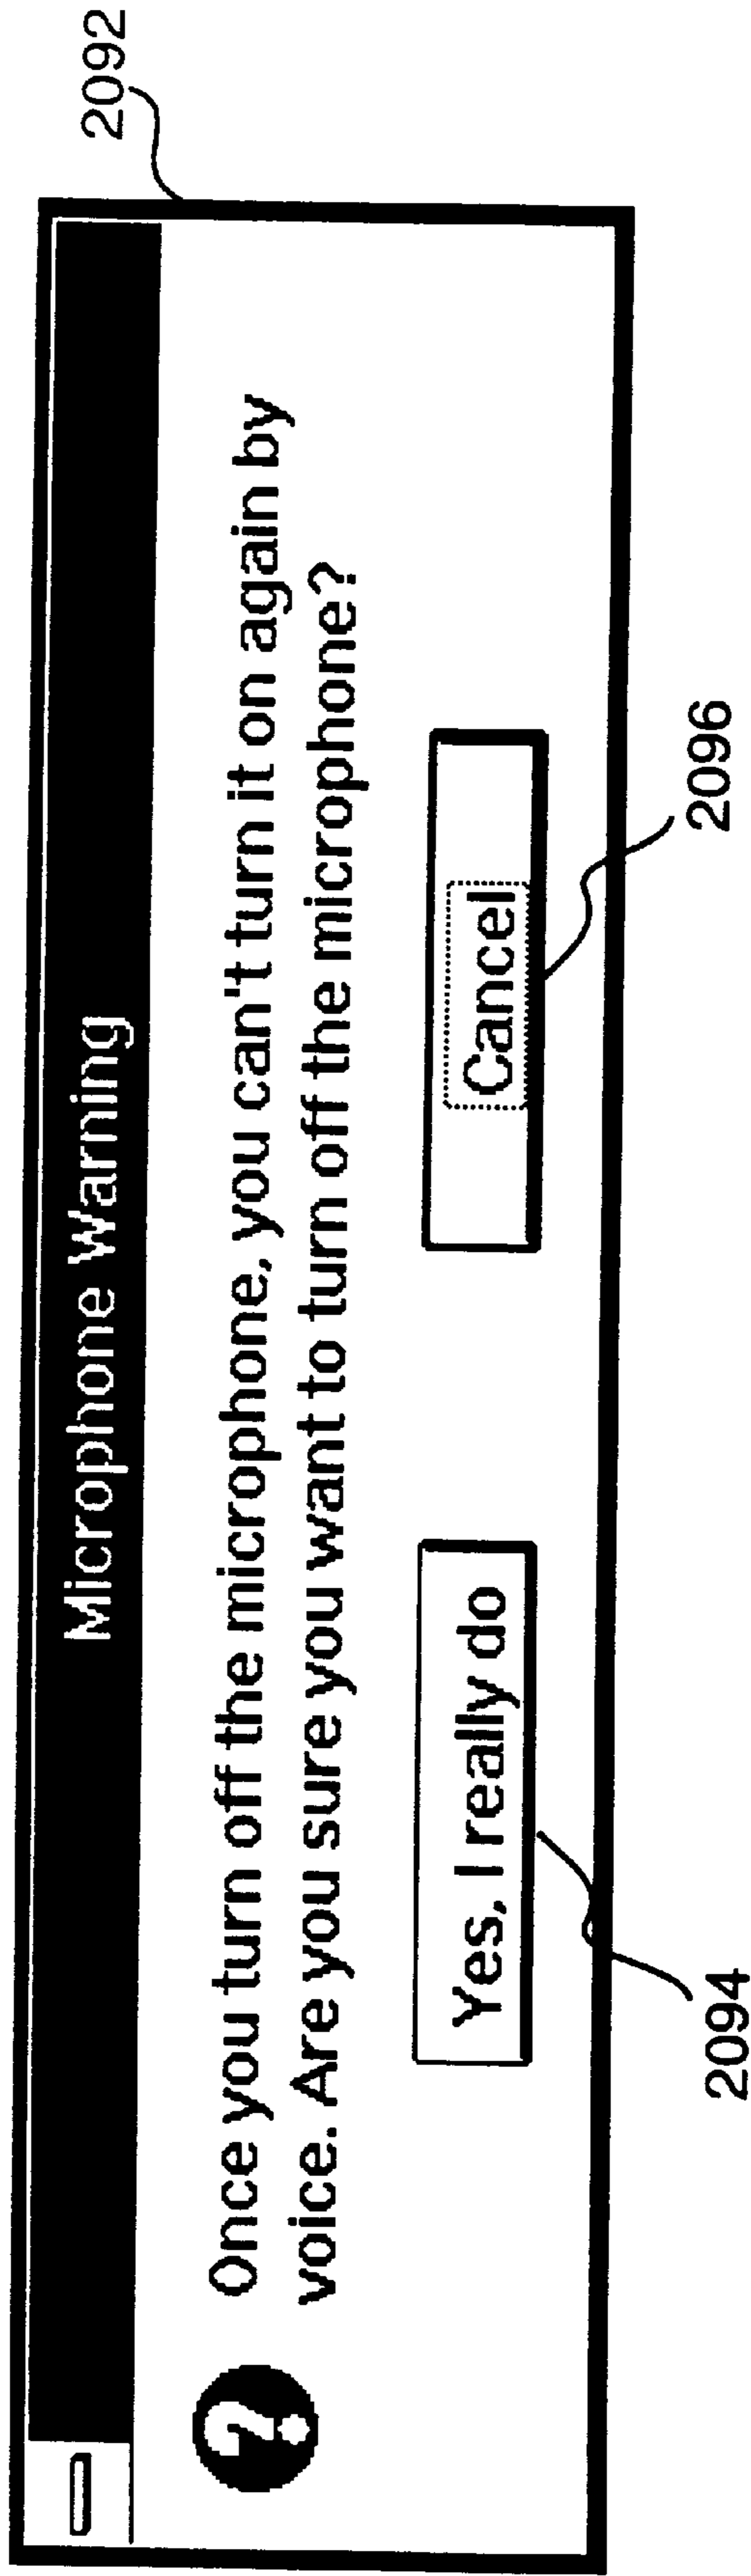 2092
Microphone Warning
Once you turn off the microphone, you can't turn it on again by
voice. Are you sure you want to turn off the microphone?
Yes, I really do
Cancel
2094
2096